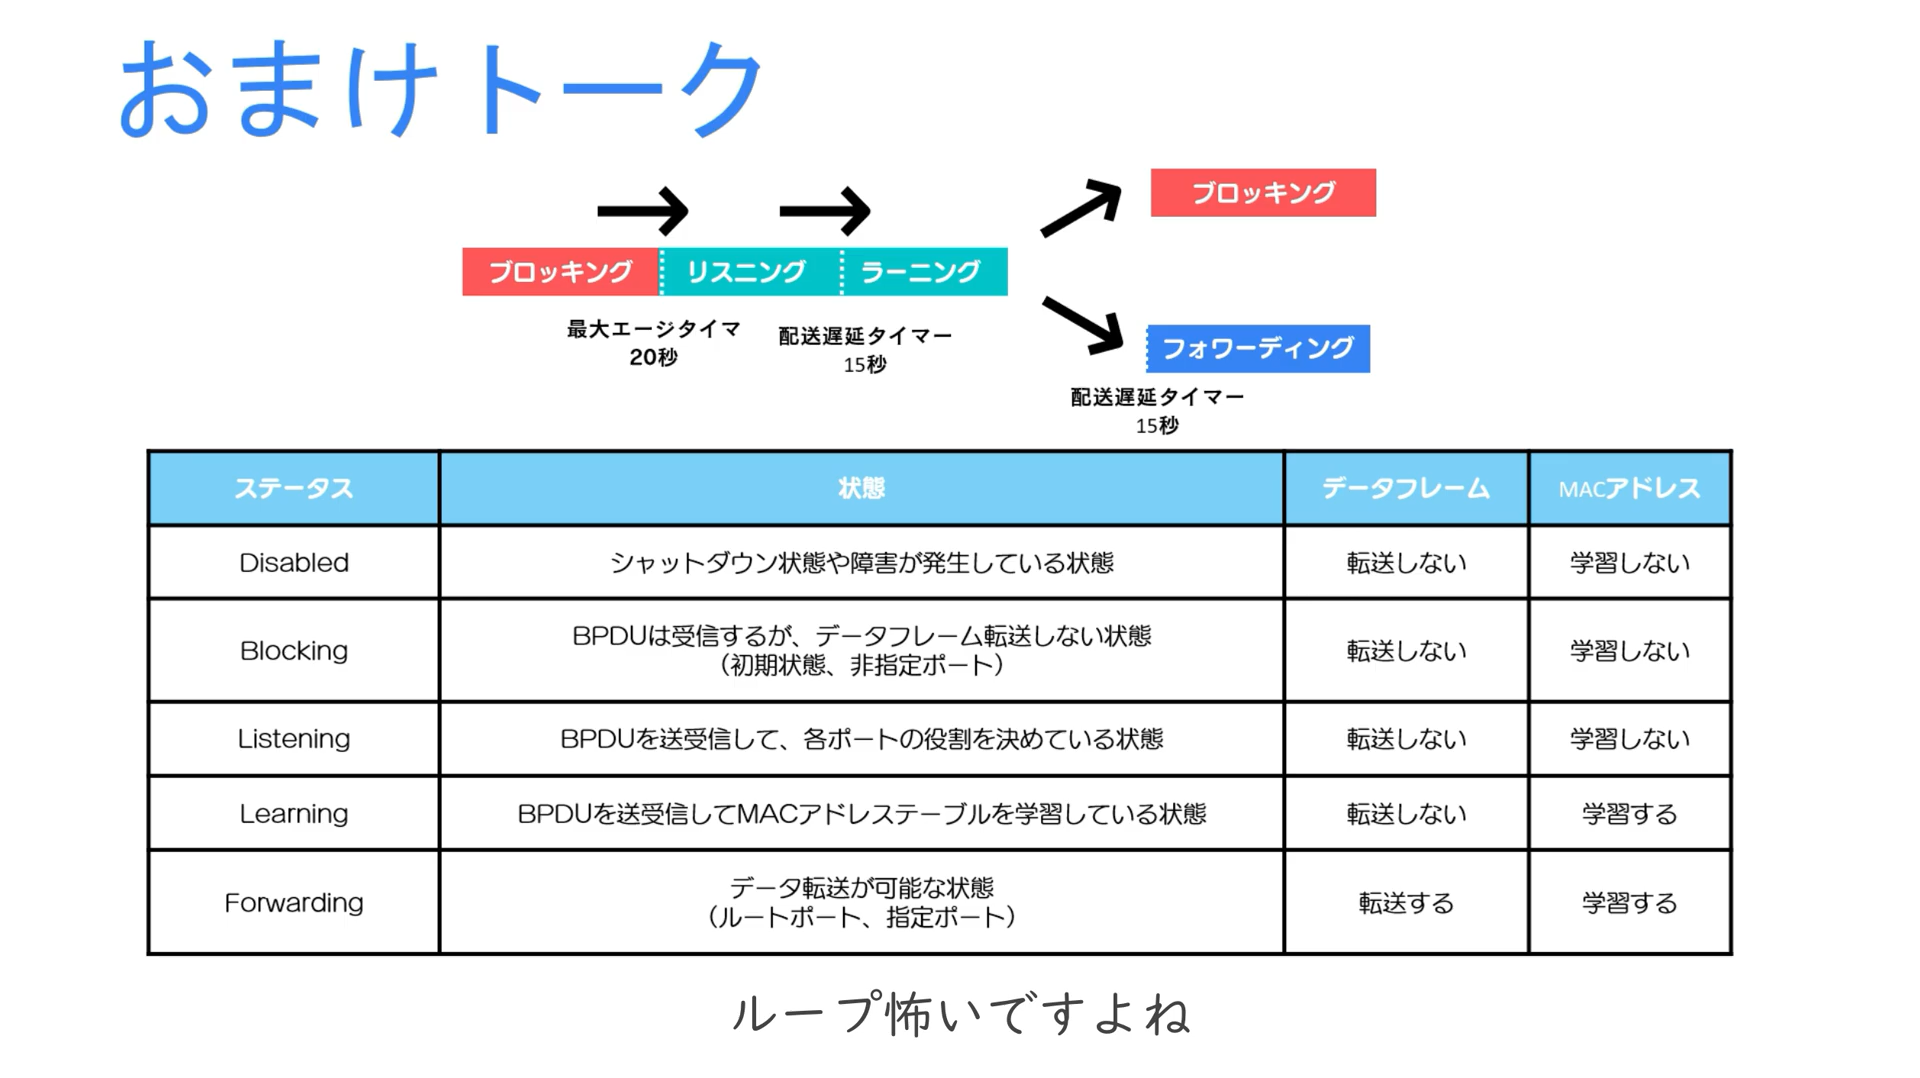 おまけトーク
ブロッキング
ブロッキング リスニング ラーニング
最大エージタイマ
20秒
配送遅延タイマー
15秒
フォワーディング
配送遅延タイマー
15秒
ステータス 状態 データフレーム MACアドレス
Disabled シャットダウン状態や障害が発生している状態 転送しない 学習しない
Blocking BPDUは受信するが、データフレーム転送しない状態
（初期状態、非指定ポート） 転送しない 学習しない
Listening BPDUを送受信して、各ポートの役割を決めている状態 転送しない 学習しない
Learning BPDUを送受信してMACアドレステーブルを学習している状態 転送しない 学習する
Forwarding データ転送が可能な状態
（ルートポート、指定ポート） 転送する 学習する
ループ怖いですよね